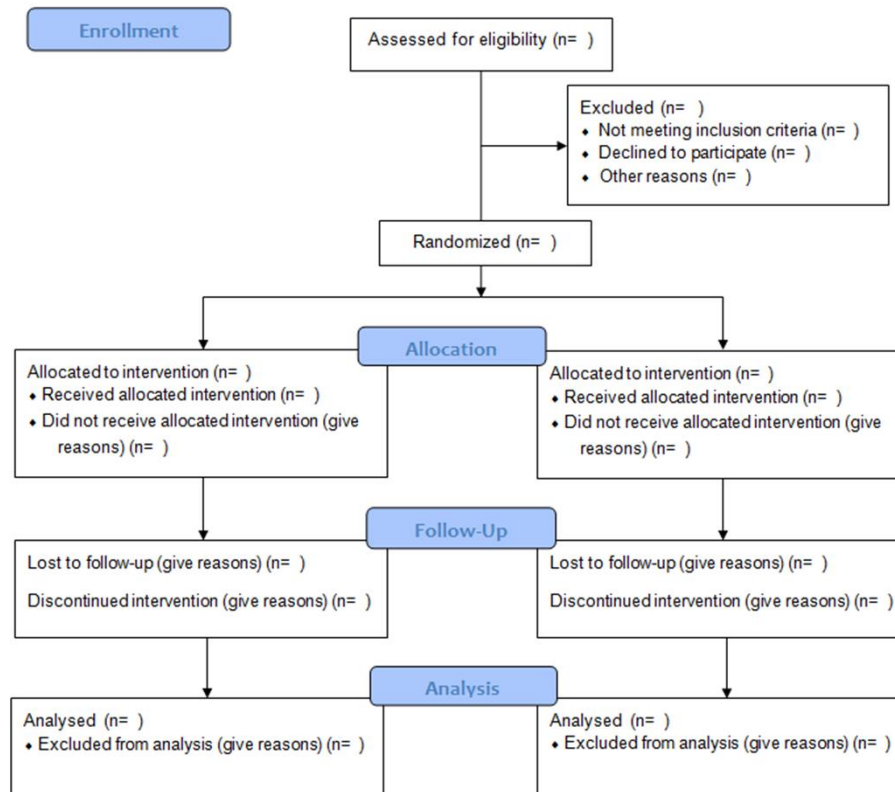 Enrollment
Assessed for eligibility (n=  )
Excluded (n=  )
⬥ Not meeting inclusion criteria (n=  )
⬥ Declined to participate (n=  )
⬥ Other reasons (n=  )
Randomized (n=  )
Allocation
Allocated to intervention (n=  )
⬥ Received allocated intervention (n=  )
⬥ Did not receive allocated intervention (give
reasons) (n=  )
Allocated to intervention (n=  )
⬥ Received allocated intervention (n=  )
⬥ Did not receive allocated intervention (give
reasons) (n=  )
Follow-Up
Lost to follow-up (give reasons) (n=  )
Discontinued intervention (give reasons) (n=  )
Lost to follow-up (give reasons) (n=  )
Discontinued intervention (give reasons) (n=  )
Analysis
Analysed (n=  )
⬥ Excluded from analysis (give reasons) (n=  )
Analysed (n=  )
⬥ Excluded from analysis (give reasons) (n=  )